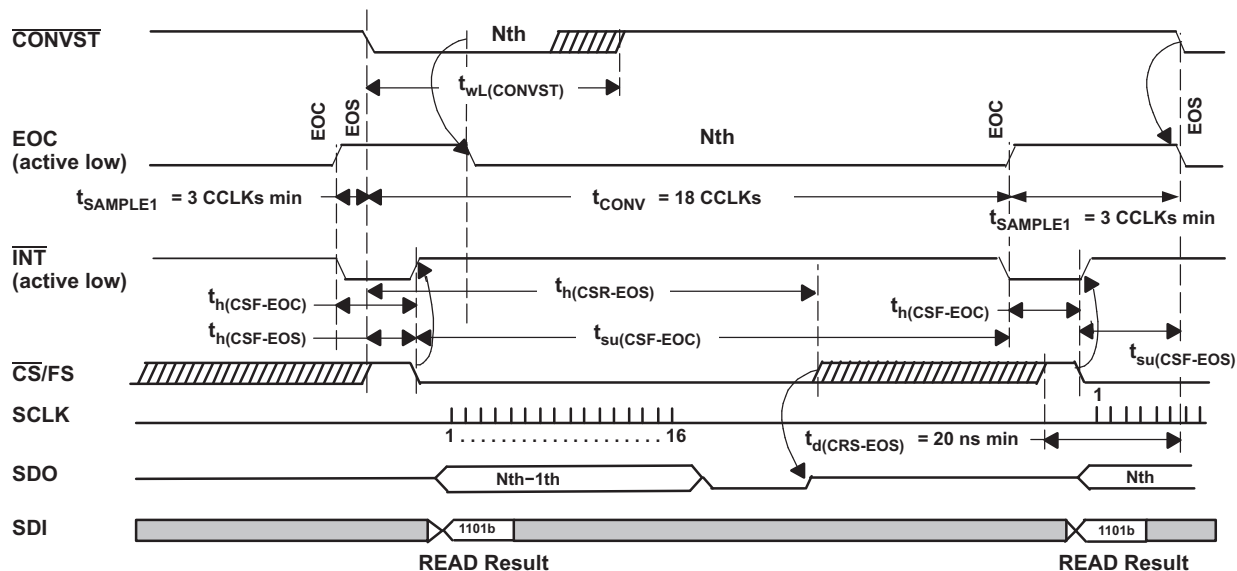 CONVST
Nth
twL(CONVST)
EOC
EOS
EOC
EOS
EOC
(active low)
Nth
tSAMPLE1 = 3 CCLKs min
tCONV = 18 CCLKs
tSAMPLE1 = 3 CCLKs min
INT
(active low)
th(CSF-EOC)
th(CSR-EOS)
th(CSF-EOC)
th(CSF-EOS)
tsu(CSF-EOC)
tsu(CSF-EOS)
CS/FS
1
SCLK
1 . . . . . . . . . . . . . . . . . . . . . 16
td(CRS-EOS) = 20 ns min
SDO
Nth−1th
Nth
SDI
1101b
1101b
READ Result
READ Result